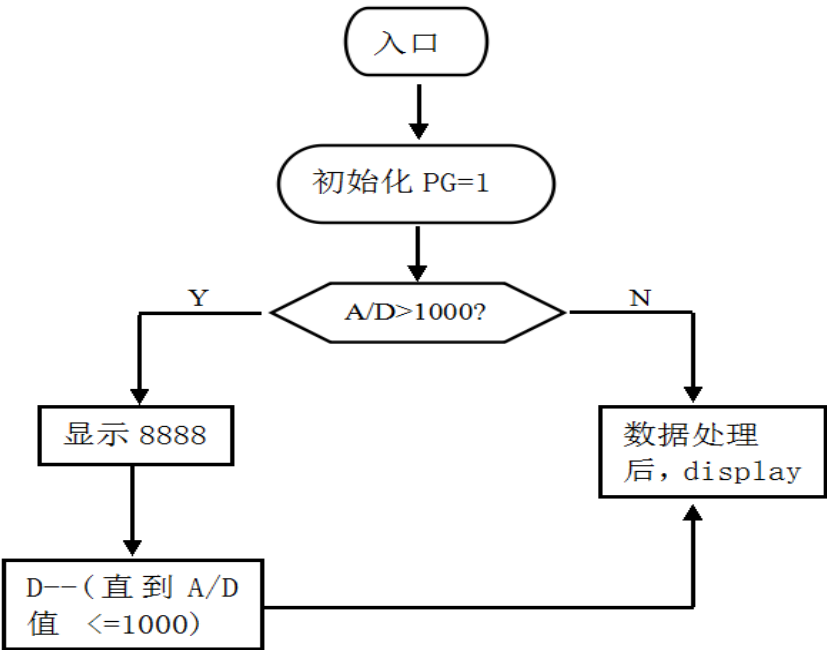 入口
初始化 PG=1
Y
A/D>1000?
N
显示 8888
数据处理
后，display
D--(直到 A/D
值 <=1000)